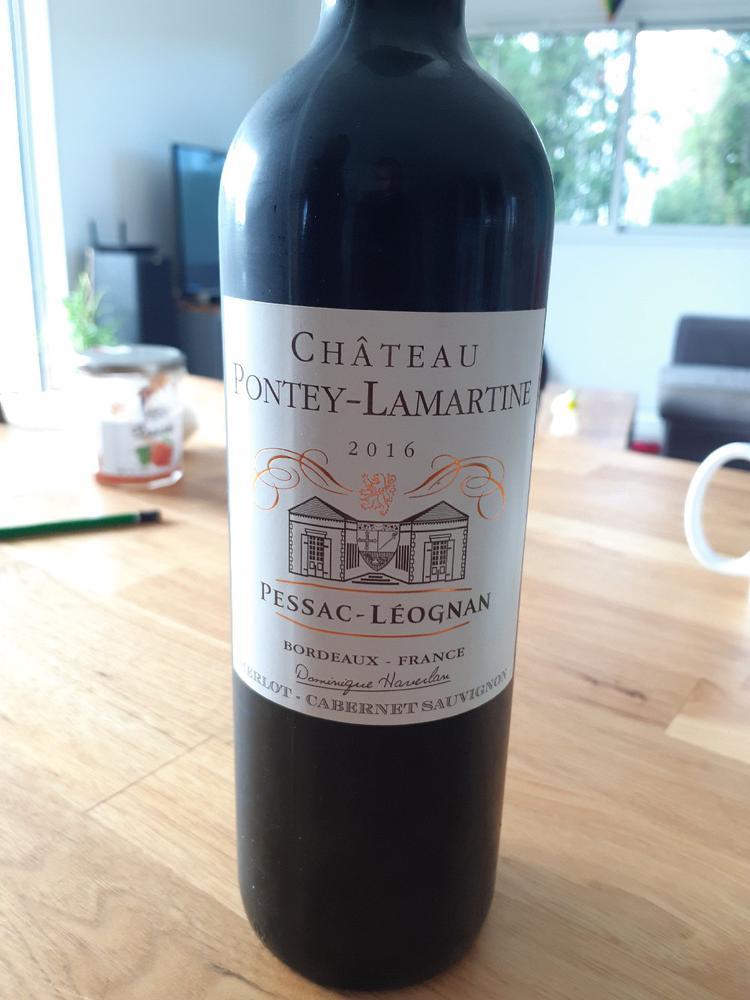 CHÂTEAU
PONTEY-LAMARTINE
2016
PESSAC-LÉOGNAN
BORDEAUX - FRANCE
Dominique Haverlan
MERLOT - CABERNET SAUVIGNON